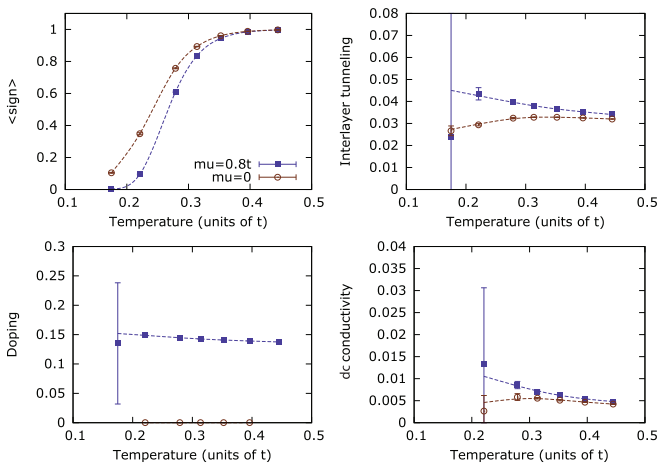 1
0.8
0.6
0.4
0.2
0
<sign>
mu=0.8t
mu=0
0.1 0.2 0.3 0.4 0.5
Temperature (units of t)
0.08
0.07
0.06
0.05
0.04
0.03
0.02
0.01
0
Interlayer tunneling
0.1 0.2 0.3 0.4 0.5
Temperature (units of t)
0.3
0.25
0.2
0.15
0.1
0.05
0
Doping
0.1 0.2 0.3 0.4 0.5
Temperature (units of t)
0.04
0.035
0.03
0.025
0.02
0.015
0.01
0.005
0
dc conductivity
0.1 0.2 0.3 0.4 0.5
Temperature (units of t)